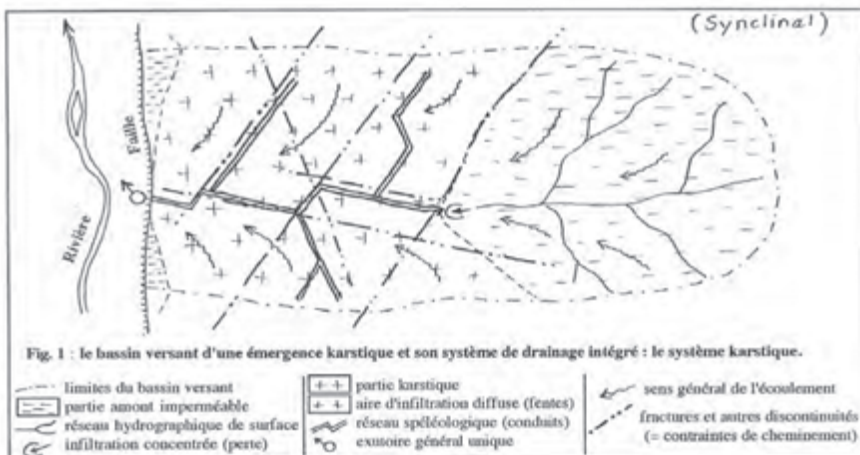 (Synclinal)
Faille
Rivière
Fig. 1 : le bassin versant d'une émergence karstique et son système de drainage intégré : le système karstique.
limites du bassin versant
partie amont imperméable
réseau hydrographique de surface
infiltration concentrée (perte)
partie karstique
aire d'infiltration diffuse (fentes)
réseau spéléologique (conduits)
exutoire général unique
sens général de l'écoulement
fractures et autres discontinuités
(= contraintes de cheminement)